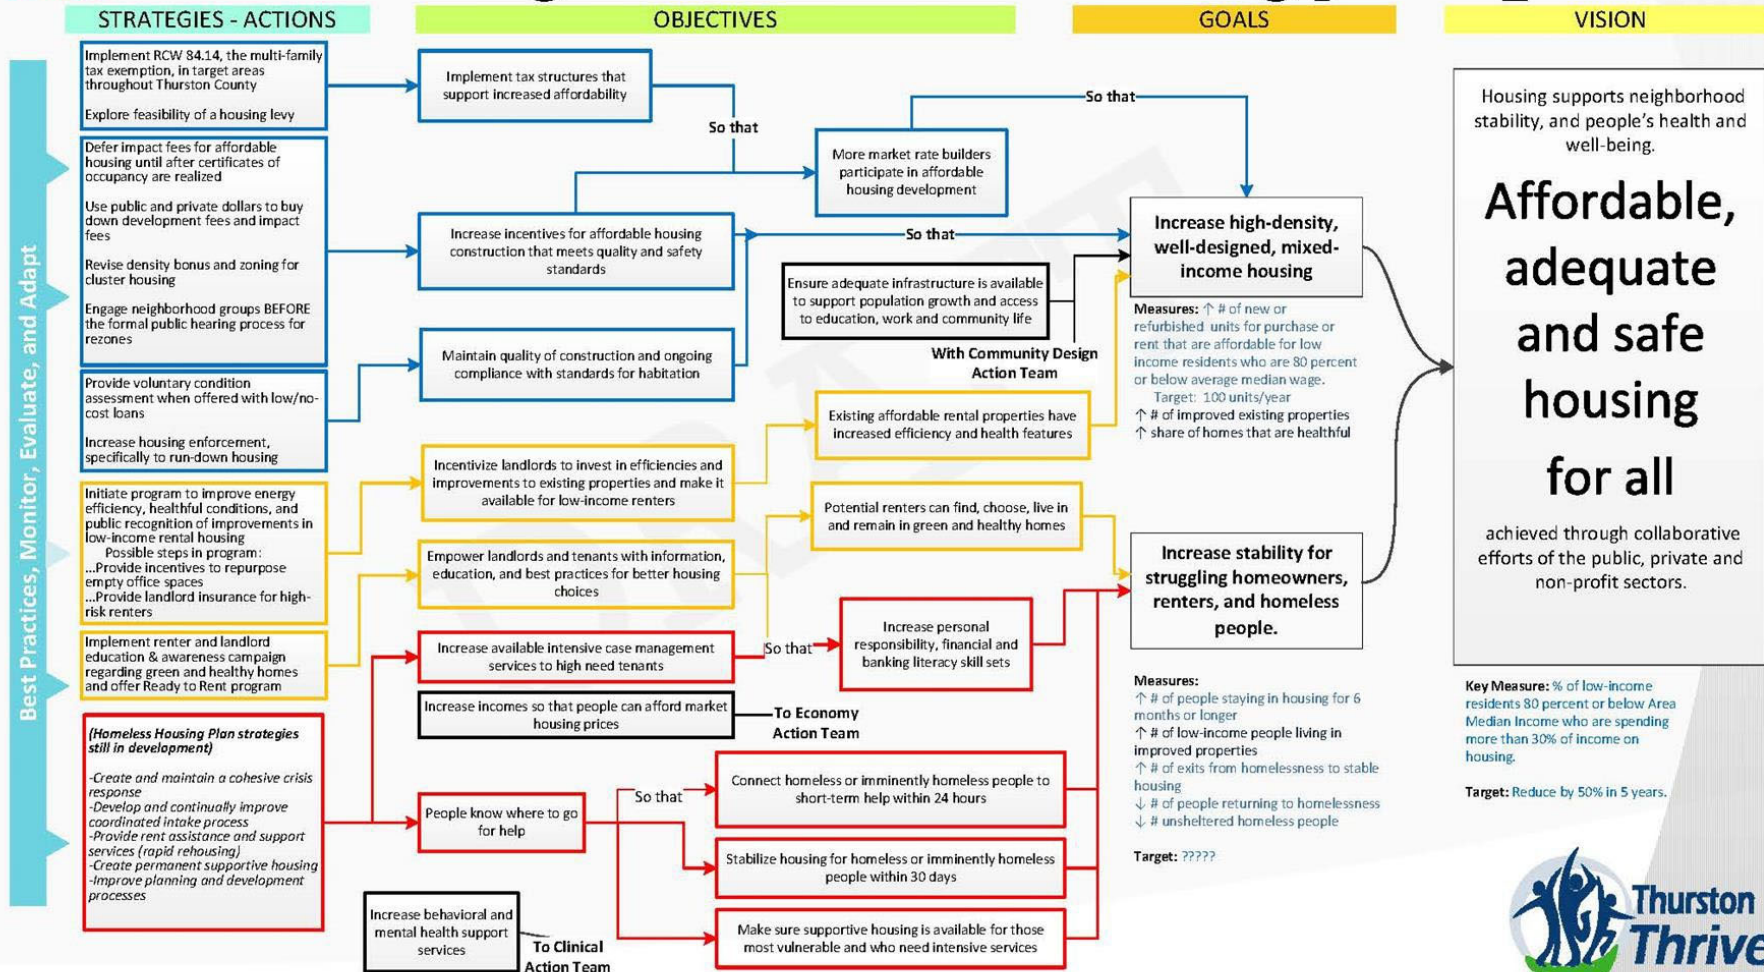 STRATEGIES - ACTIONS
OBJECTIVES
GOALS
VISION
Best Practices, Monitor, Evaluate, and Adapt
Implement RCW 84.14, the multi-family
tax exemption, in target areas
throughout Thurston County
Explore feasibility of a housing levy
Defer impact fees for affordable
housing until after certificates of
occupancy are realized
Use public and private dollars to buy
down development fees and impact
fees
Revise density bonus and zoning for
cluster housing
Engage neighborhood groups BEFORE
the formal public hearing process for
rezones
Provide voluntary condition
assessment when offered with low/no-
cost loans
Increase housing enforcement,
specifically to run-down housing
Initiate program to improve energy
efficiency, healthful conditions, and
public recognition of improvements in
low-income rental housing
Possible steps in program:
...Provide incentives to repurpose
empty office spaces
...Provide landlord insurance for high-
risk renters
Implement renter and landlord
education & awareness campaign
regarding green and healthy homes
and offer Ready to Rent program
(Homeless Housing Plan strategies
still in development)
-Create and maintain a cohesive crisis
response
-Develop and continually improve
coordinated intake process
-Provide rent assistance and support
services (rapid rehousing)
-Create permanent supportive housing
-Improve planning and development
processes
Implement tax structures that
support increased affordability
So that
More market rate builders
participate in affordable
housing development
So that
Increase incentives for affordable housing
construction that meets quality and safety
standards
So that
Ensure adequate infrastructure is available
to support population growth and access
to education, work and community life
With Community Design
Action Team
Maintain quality of construction and ongoing
compliance with standards for habitation
Existing affordable rental properties have
increased efficiency and health features
Incentivize landlords to invest in efficiencies and
improvements to existing properties and make it
available for low-income renters
Potential renters can find, choose, live in
and remain in green and healthy homes
Empower landlords and tenants with information,
education, and best practices for better housing
choices
Increase available intensive case management
services to high need tenants
So that
Increase personal
responsibility, financial and
banking literacy skill sets
Increase incomes so that people can afford market
housing prices
To Economy
Action Team
People know where to go
for help
So that
Connect homeless or imminently homeless people to
short-term help within 24 hours
Stabilize housing for homeless or imminently homeless
people within 30 days
Make sure supportive housing is available for those
most vulnerable and who need intensive services
Increase behavioral and
mental health support
services
To Clinical
Action Team
Increase high-density,
well-designed, mixed-
income housing
Measures: ↑ # of new or
refurbished units for purchase or
rent that are affordable for low
income residents who are 80 percent
or below average median wage.
Target: 100 units/year
↑ # of improved existing properties
↑ share of homes that are healthful
Increase stability for
struggling homeowners,
renters, and homeless
people.
Measures:
↑ # of people staying in housing for 6
months or longer
↑ # of low-income people living in
improved properties
↑ # of exits from homelessness to stable
housing
↓ # of people returning to homelessness
↓ # unsheltered homeless people
Target: ?????
Housing supports neighborhood
stability, and people's health and
well-being.
Affordable,
adequate
and safe
housing
for all
achieved through collaborative
efforts of the public, private and
non-profit sectors.
Key Measure: % of low-income
residents 80 percent or below Area
Median Income who are spending
more than 30% of income on
housing.
Target: Reduce by 50% in 5 years.
Thurston
Thrive
DRAFT